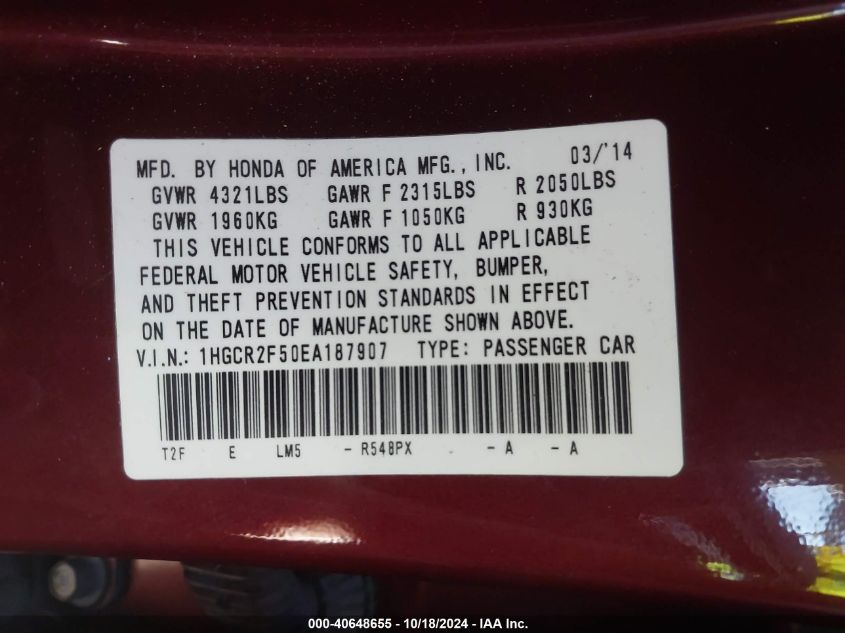 MFD. BY HONDA OF AMERICA MFG., INC. 03/'14
GVWR 4321LBS GAWR F 2315LBS R 2050LBS
GVWR 1960KG GAWR F 1050KG R 930KG
THIS VEHICLE CONFORMS TO ALL APPLICABLE
FEDERAL MOTOR VEHICLE SAFETY, BUMPER,
AND THEFT PREVENTION STANDARDS IN EFFECT
ON THE DATE OF MANUFACTURE SHOWN ABOVE.
V.I.N.: 1HGCR2F50EA187907 TYPE: PASSENGER CAR
T2F E LM5 - R548PX - A - A
000-40648655 - 10/18/2024 - IAA Inc.